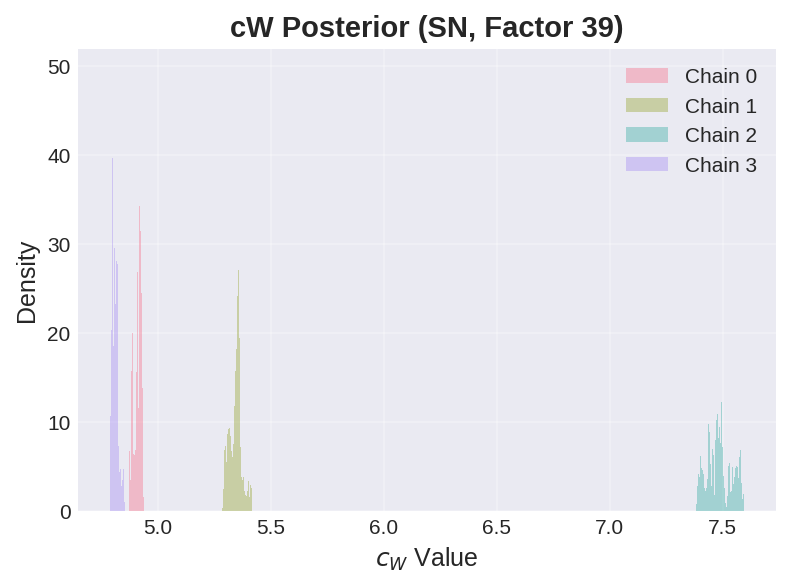 cW Posterior (SN, Factor 39)
50
40
30
20
10
0
Density
Chain 0
Chain 1
Chain 2
Chain 3
5.0 5.5 6.0 6.5 7.0 7.5
c_W Value